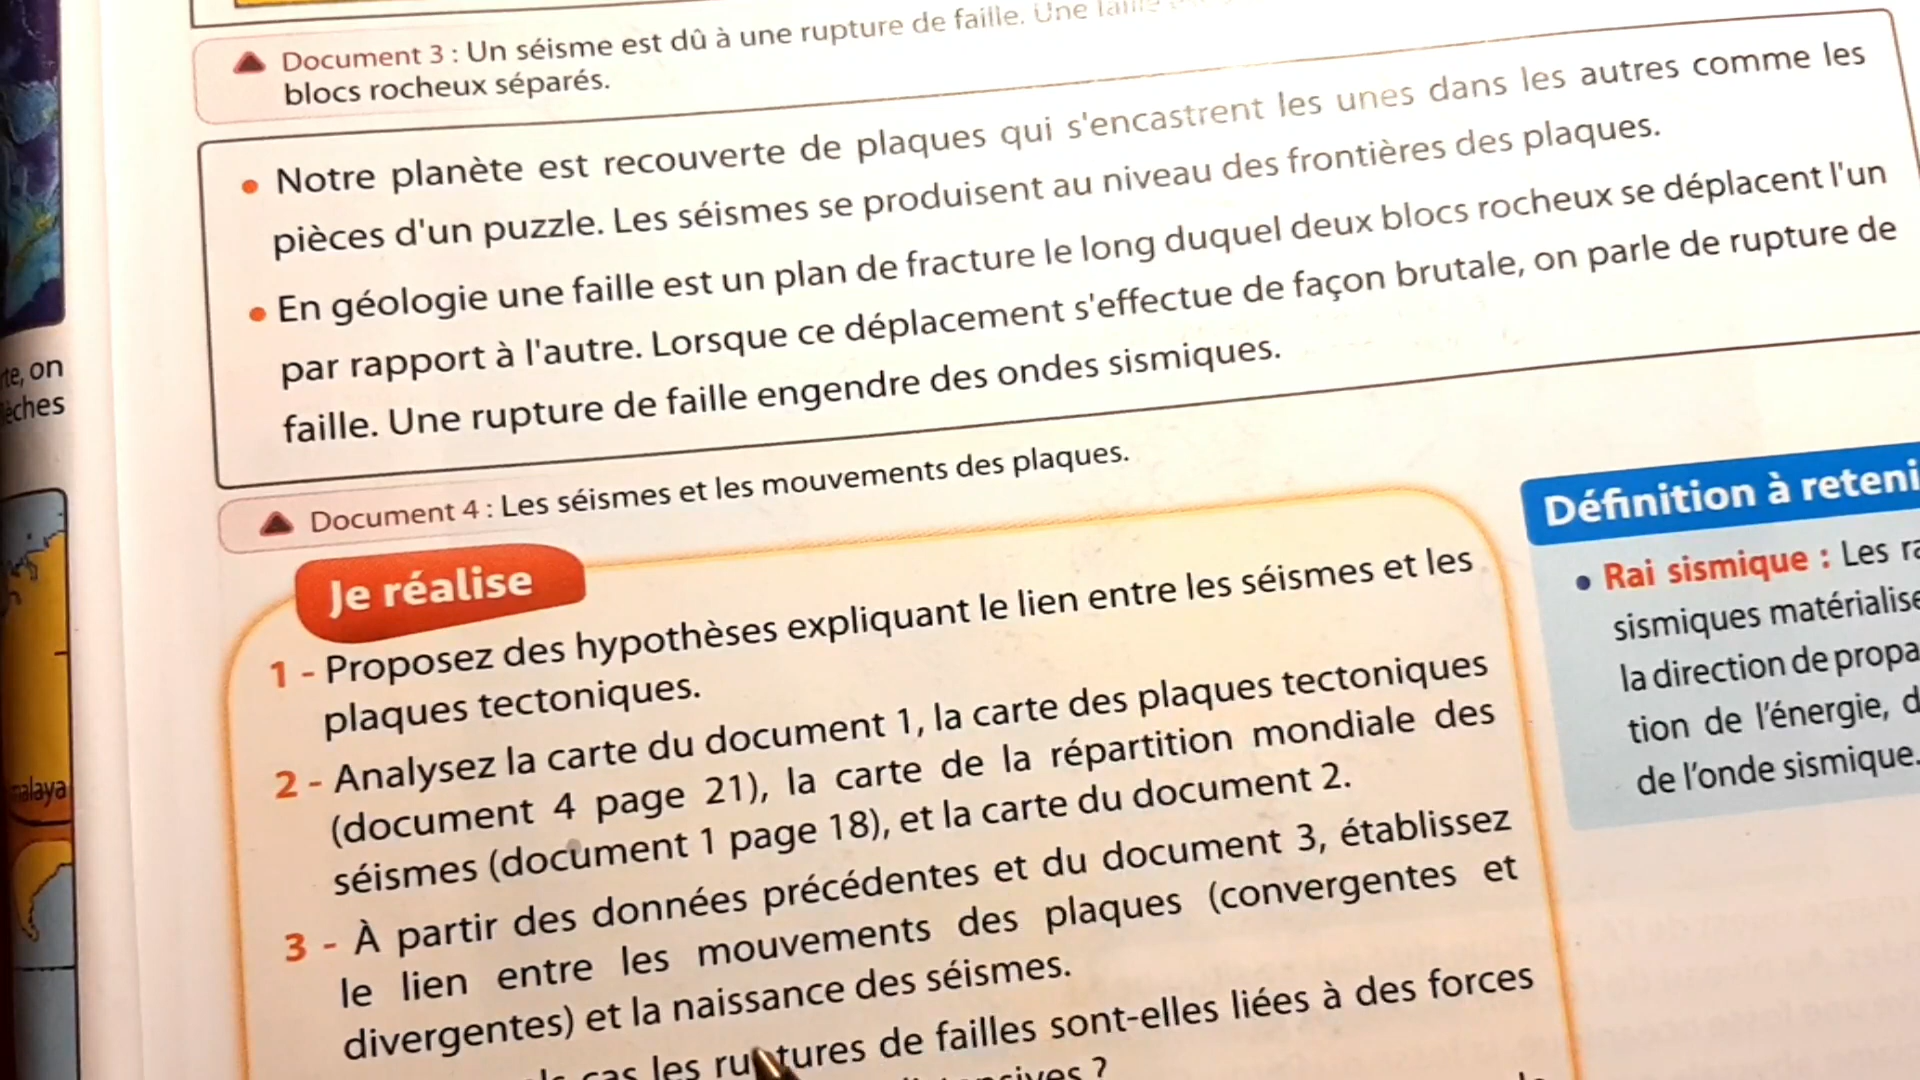 Document 3 : Un séisme est dû à une rupture de faille. Une faille
blocs rocheux séparés.
• Notre planète est recouverte de plaques qui s'encastrent les unes dans les autres comme les
pièces d'un puzzle. Les séismes se produisent au niveau des frontières des plaques.
• En géologie une faille est un plan de fracture le long duquel deux blocs rocheux se déplacent l'un
par rapport à l'autre. Lorsque ce déplacement s'effectue de façon brutale, on parle de rupture de
faille. Une rupture de faille engendre des ondes sismiques.
Document 4 : Les séismes et les mouvements des plaques.
Je réalise
1 - Proposez des hypothèses expliquant le lien entre les séismes et les
plaques tectoniques.
2 - Analysez la carte du document 1, la carte des plaques tectoniques
(document 4 page 21), la carte de la répartition mondiale des
séismes (document 1 page 18), et la carte du document 2.
3 - À partir des données précédentes et du document 3, établissez
le lien entre les mouvements des plaques (convergentes et
divergentes) et la naissance des séismes.
cas les ruptures de failles sont-elles liées à des forces
?
Définition à reteni
• Rai sismique : Les ra
sismiques matérialise
la direction de propa
tion de l'énergie, d
de l'onde sismique.
te, on
èches
malaya